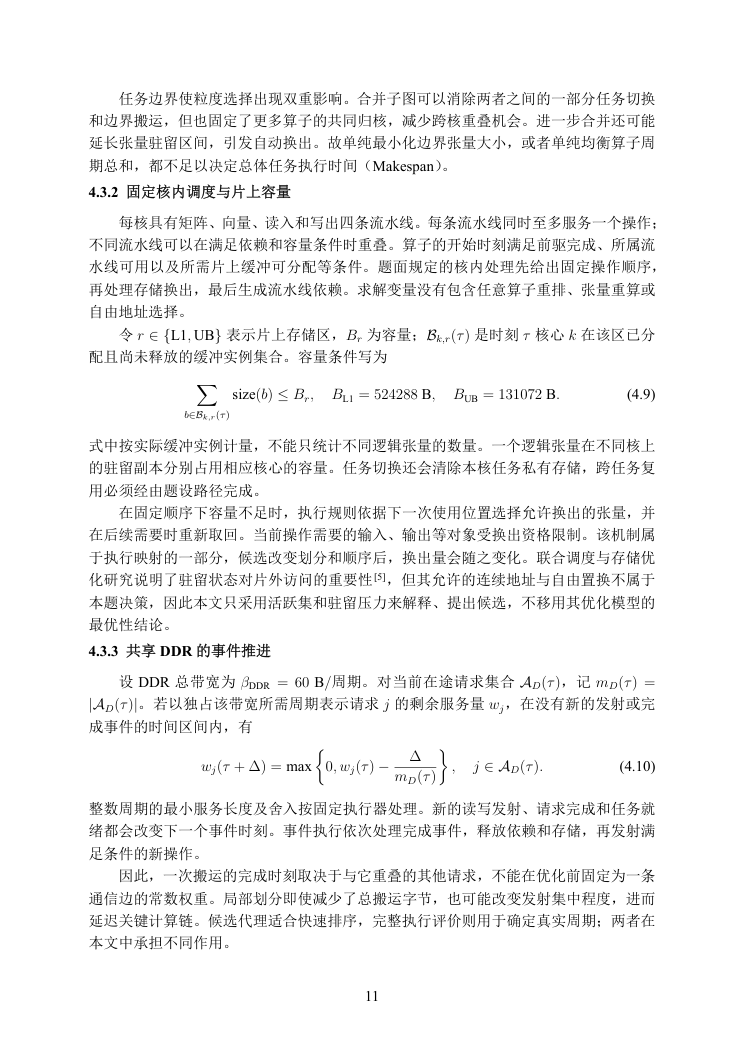 任务边界使粒度选择出现双重影响。合并子图可以消除两者之间的一部分任务切换
和边界搬运，但也固定了更多算子的共同归核，减少跨核重叠机会。进一步合并还可能
延长张量驻留区间，引发自动换出。故单纯最小化边界张量大小，或者单纯均衡算子周
期总和，都不足以决定总体任务执行时间（Makespan）。
4.3.2 固定核内调度与片上容量
每核具有矩阵、向量、读入和写出四条流水线。每条流水线同时至多服务一个操作；
不同流水线可以在满足依赖和容量条件时重叠。算子的开始时刻满足前驱完成、所属流
水线可用以及所需片上缓冲可分配等条件。题面规定的核内处理先给出固定操作顺序，
再处理存储换出，最后生成流水线依赖。求解变量没有包含任意算子重排、张量重算或
自由地址选择。
令 r ∈ {L1, UB} 表示片上存储区，B_r 为容量；ℬ_{k,r}(τ) 是时刻 τ 核心 k 在该区已分
配且尚未释放的缓冲实例集合。容量条件写为
∑_{b∈ℬ_{k,r}(τ)} size(b) ≤ B_r, B_{L1} = 524288 B, B_{UB} = 131072 B. (4.9)
式中按实际缓冲实例计量，不能只统计不同逻辑张量的数量。一个逻辑张量在不同核上
的驻留副本分别占用相应核心的容量。任务切换还会清除本核任务私有存储，跨任务复
用必须经由题设路径完成。
在固定顺序下容量不足时，执行规则依据下一次使用位置选择允许换出的张量，并
在后续需要时重新取回。当前操作需要的输入、输出等对象受换出资格限制。该机制属
于执行映射的一部分，候选改变划分和顺序后，换出量会随之变化。联合调度与存储优
化研究说明了驻留状态对片外访问的重要性[5]，但其允许的连续地址与自由置换不属于
本题决策，因此本文只采用活跃集和驻留压力来解释、提出候选，不移用其优化模型的
最优性结论。
4.3.3 共享 DDR 的事件推进
设 DDR 总带宽为 β_{DDR} = 60 B/周期。对当前在途请求集合 𝒜_D(τ)，记 m_D(τ) =
|𝒜_D(τ)|。若以独占该带宽所需周期表示请求 j 的剩余服务量 w_j，在没有新的发射或完
成事件的时间区间内，有
w_j(τ + Δ) = max {0, w_j(τ) − Δ/m_D(τ)}, j ∈ 𝒜_D(τ). (4.10)
整数周期的最小服务长度及舍入按固定执行器处理。新的读写发射、请求完成和任务就
绪都会改变下一个事件时刻。事件执行依次处理完成事件，释放依赖和存储，再发射满
足条件的新操作。
因此，一次搬运的完成时刻取决于与它重叠的其他请求，不能在优化前固定为一条
通信边的常数权重。局部划分即使减少了总搬运字节，也可能改变发射集中程度，进而
延迟关键计算链。候选代理适合快速排序，完整执行评价则用于确定真实周期；两者在
本文中承担不同作用。
11